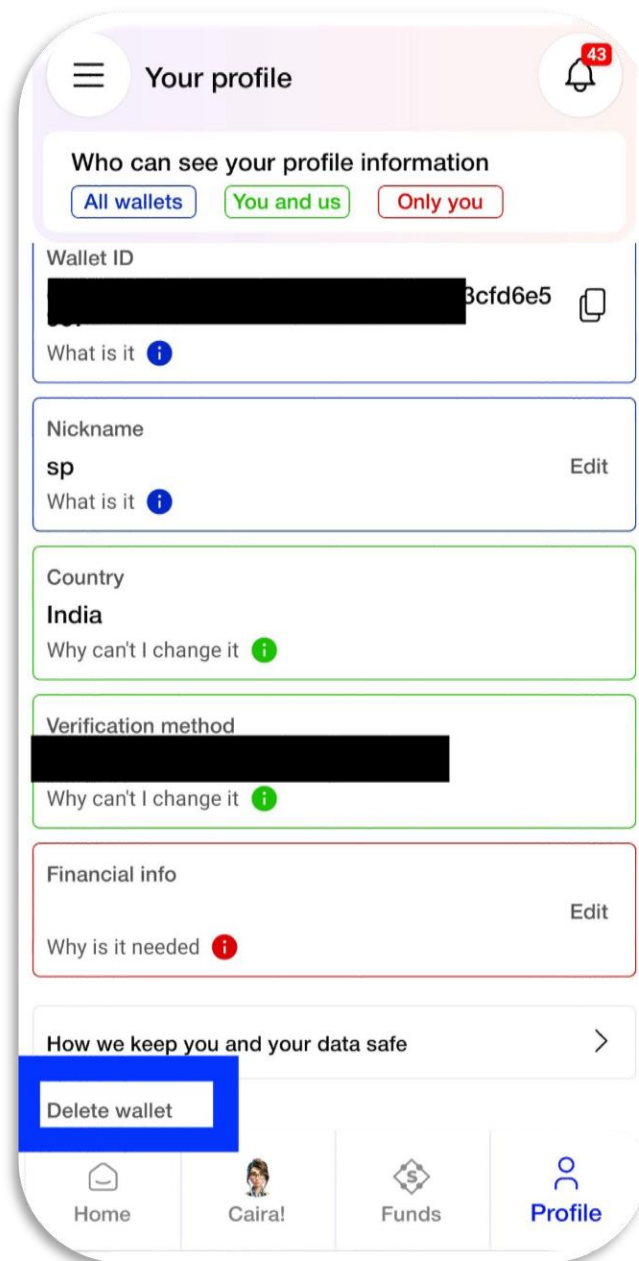 Your profile
43
Who can see your profile information
All wallets You and us Only you
Wallet ID
3cfd6e5
What is it
Nickname
sp
Edit
What is it
Country
India
Why can't I change it
Verification method
Why can't I change it
Financial info
Edit
Why is it needed
How we keep you and your data safe
Delete wallet
Home Caira! Funds Profile